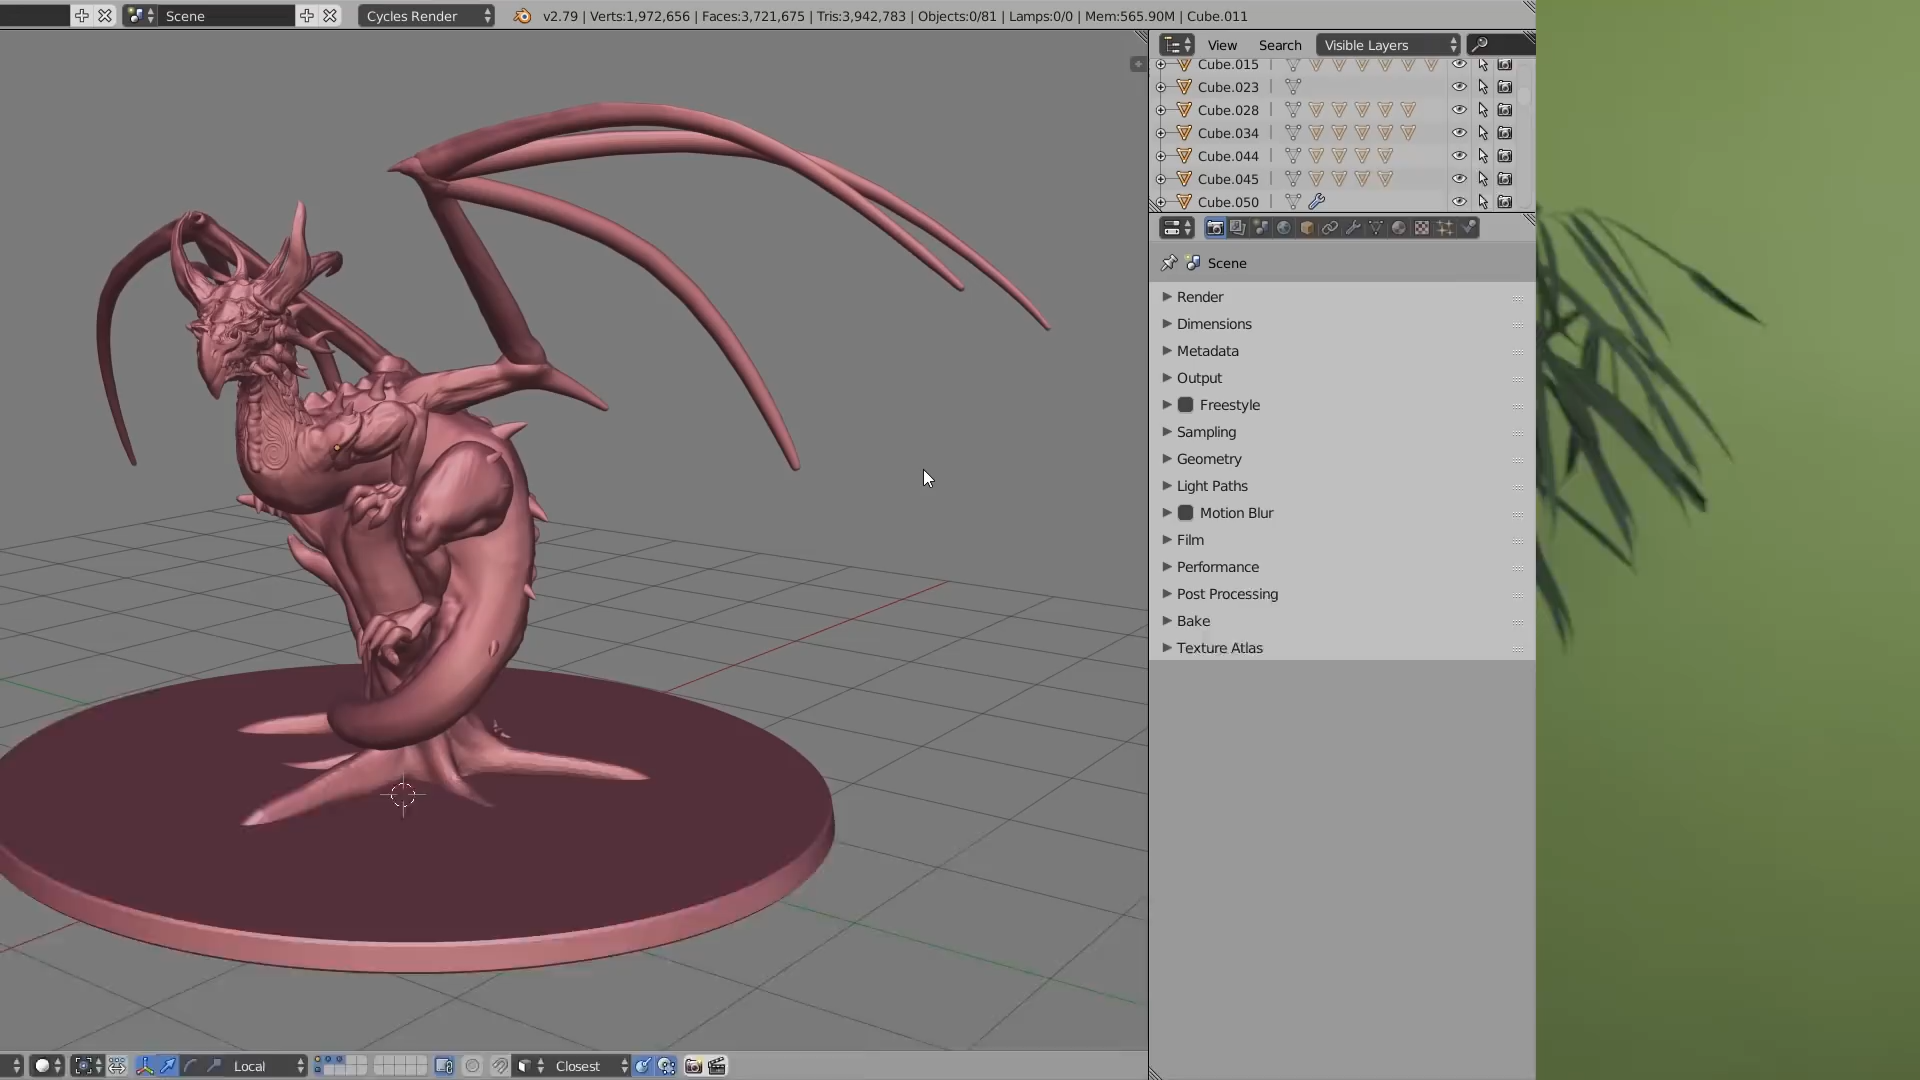 Scene
Cycles Render
v2.79 | Verts:1,972,656 | Faces:3,721,675 | Tris:3,942,783 | Objects:0/81 | Lamps:0/0 | Mem:565.90M | Cube.011
View
Search
Visible Layers
Cube.015
Cube.023
Cube.028
Cube.034
Cube.044
Cube.045
Cube.050
Scene
Render
Dimensions
Metadata
Output
Freestyle
Sampling
Geometry
Light Paths
Motion Blur
Film
Performance
Post Processing
Bake
Texture Atlas
Local
Closest